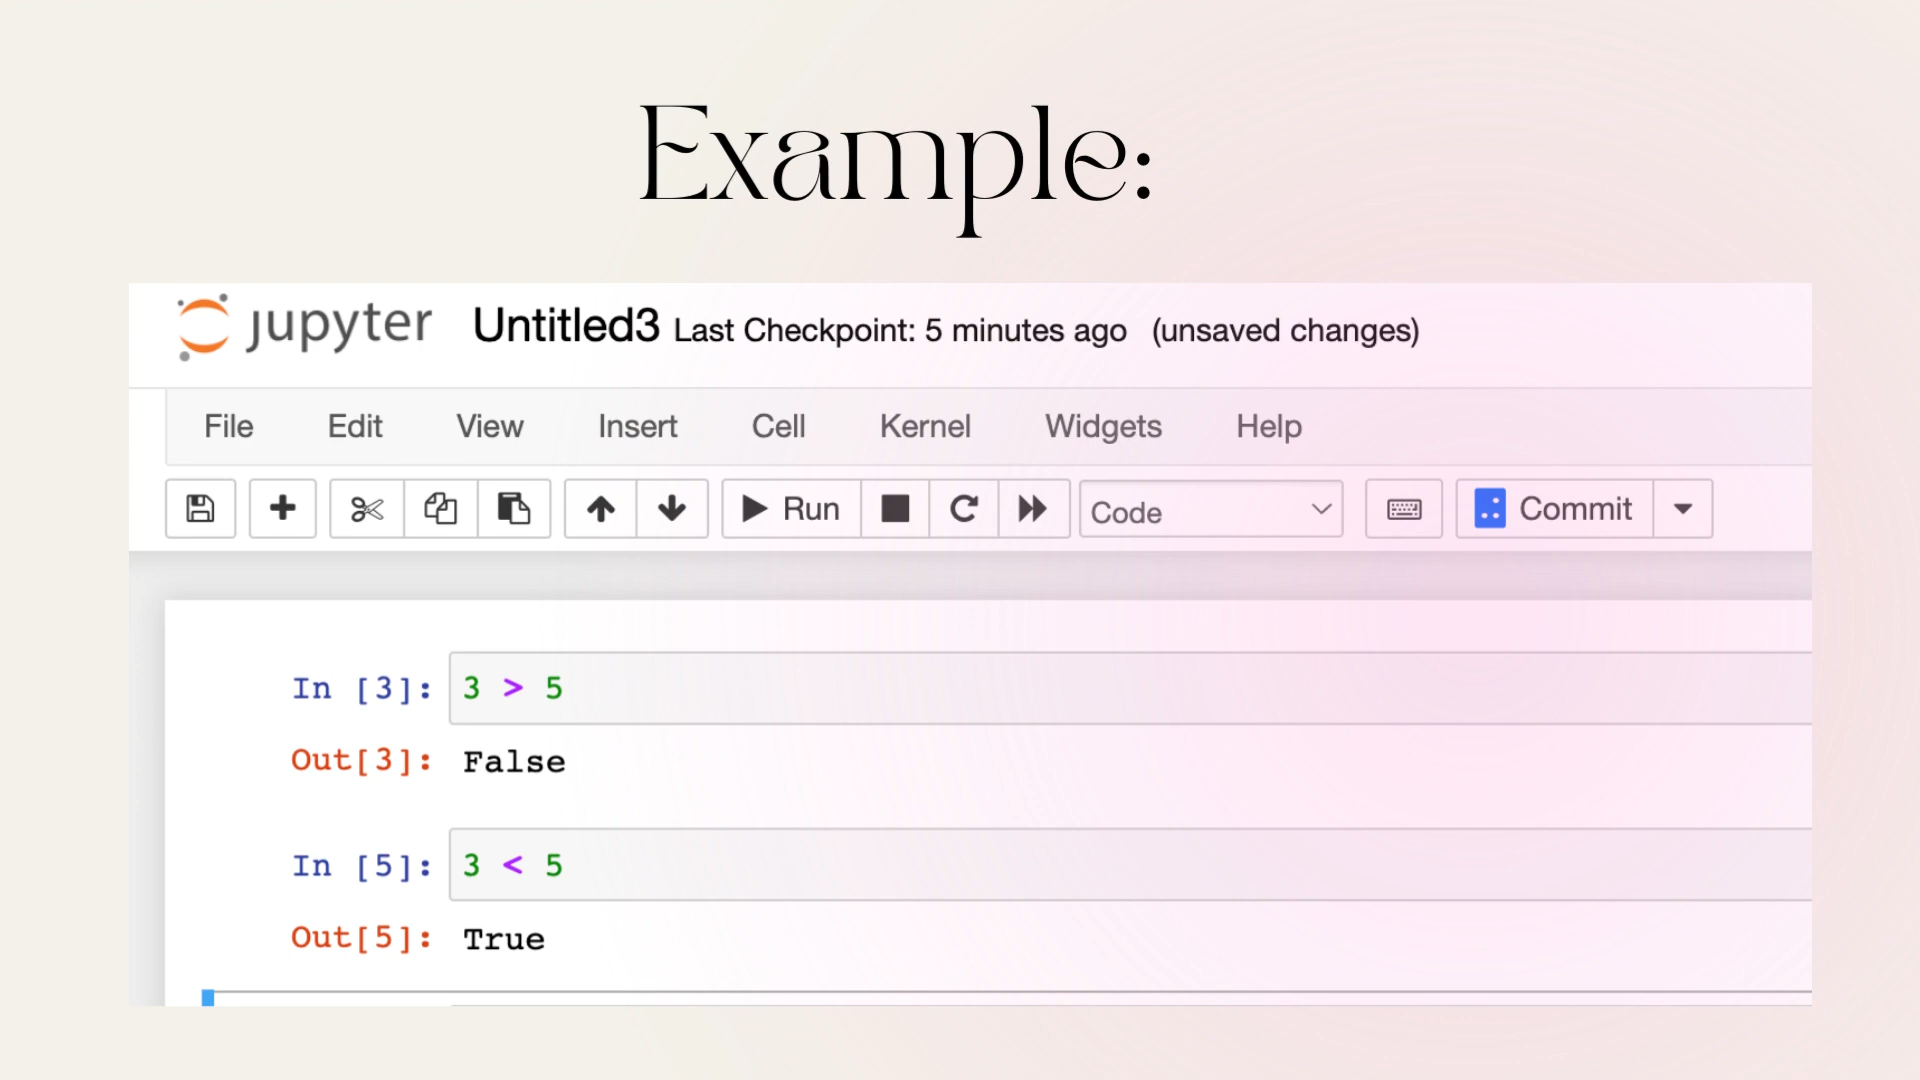 Example:
jupyter Untitled3 Last Checkpoint: 5 minutes ago (unsaved changes)
File Edit View Insert Cell Kernel Widgets Help
Run Code Commit
In [3]: 3 > 5
Out[3]: False
In [5]: 3 < 5
Out[5]: True